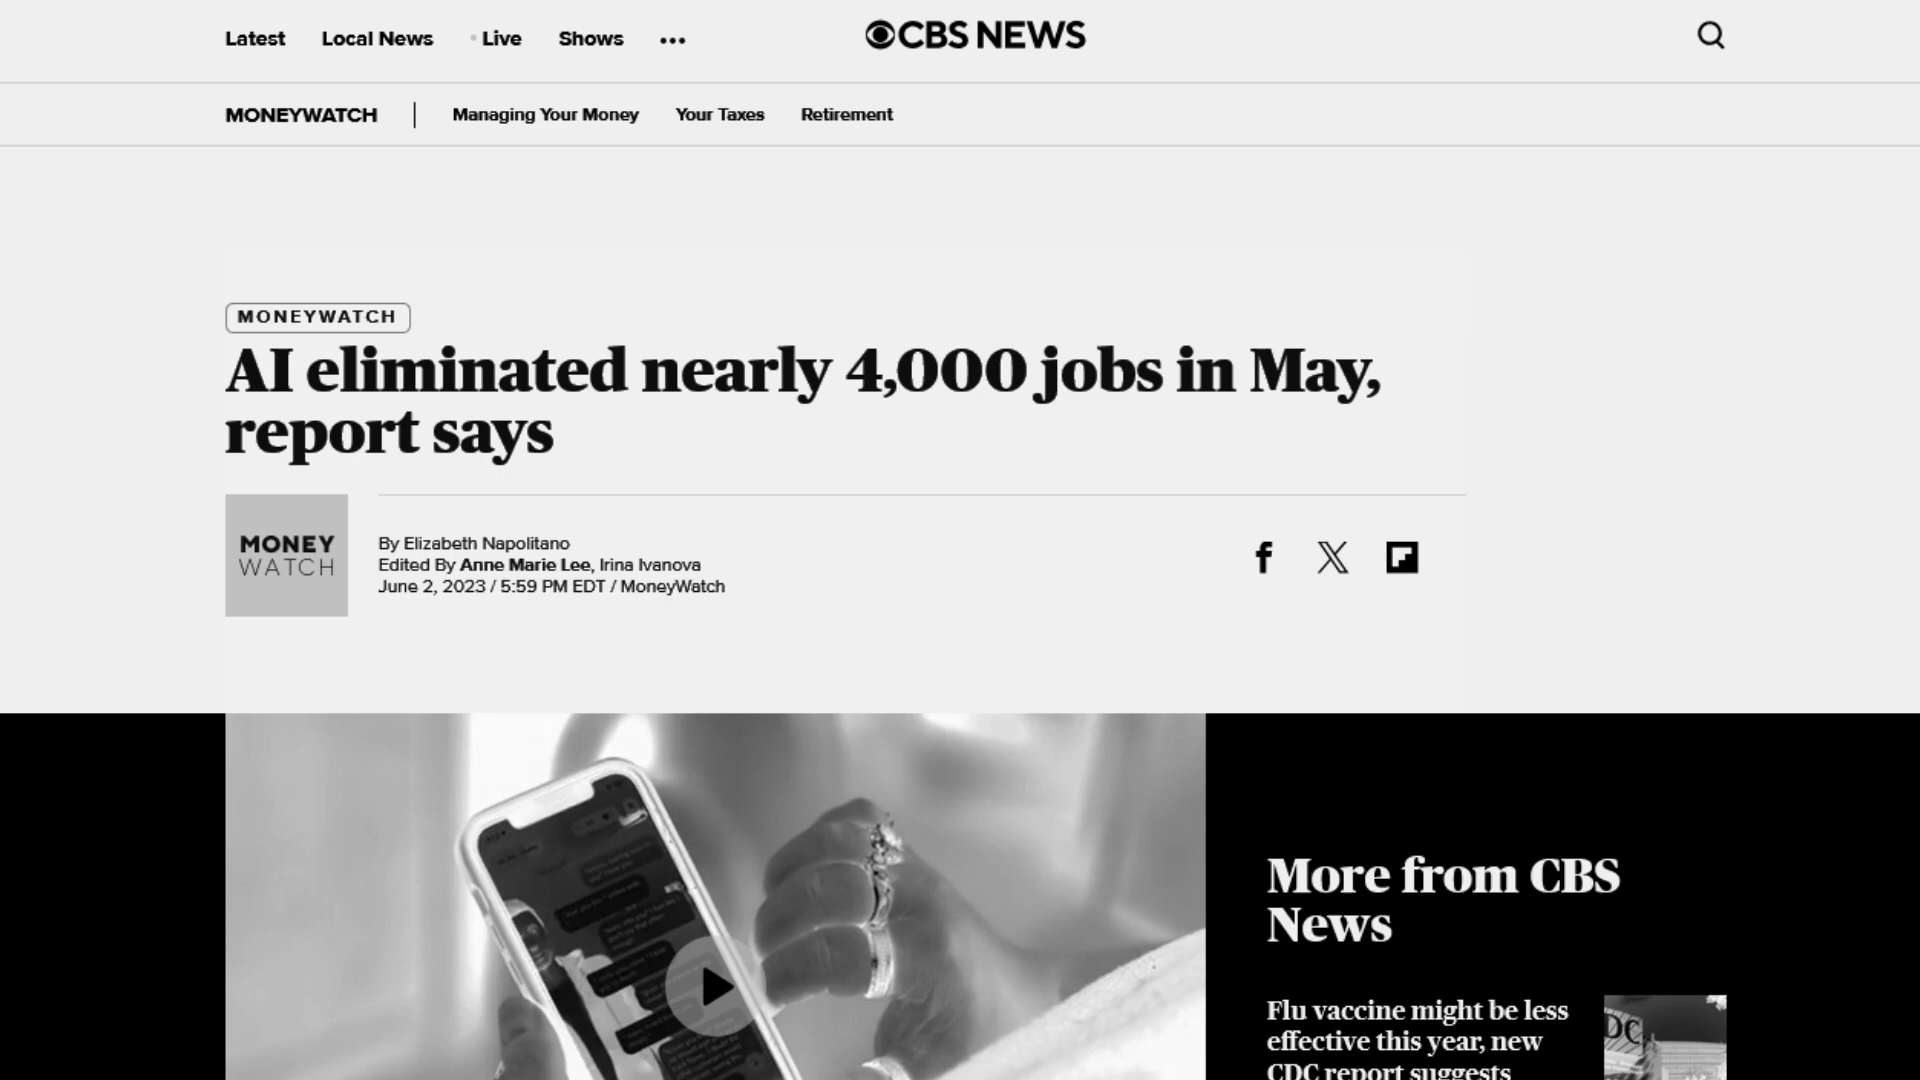 Latest Local News Live Shows
CBS NEWS
MONEYWATCH Managing Your Money Your Taxes Retirement
MONEYWATCH
AI eliminated nearly 4,000 jobs in May,
report says
MONEY
WATCH
By Elizabeth Napolitano
Edited By Anne Marie Lee, Irina Ivanova
June 2, 2023 / 5:59 PM EDT / MoneyWatch
More from CBS
News
Flu vaccine might be less
effective this year, new
CDC report suggests